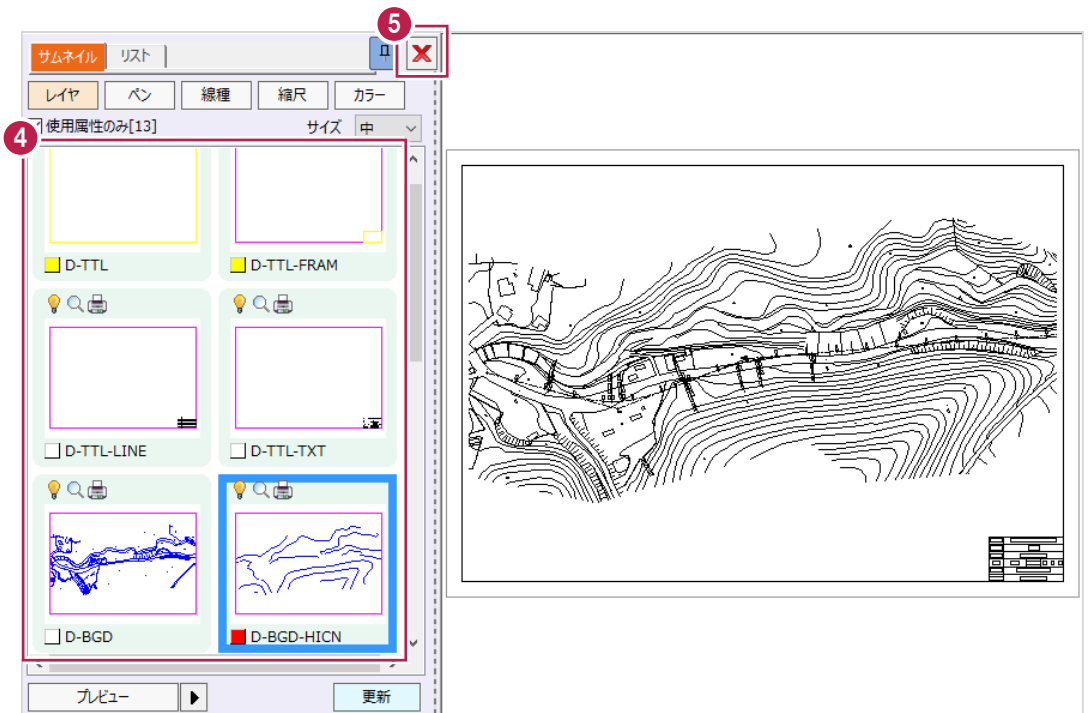 5
サムネイル リスト
レイヤ ペン 線種 縮尺 カラー
使用属性のみ[13] サイズ 中
4
D-TTL D-TTL-FRAM
D-TTL-LINE D-TTL-TXT
D-BGD D-BGD-HICN
プレビュー 更新